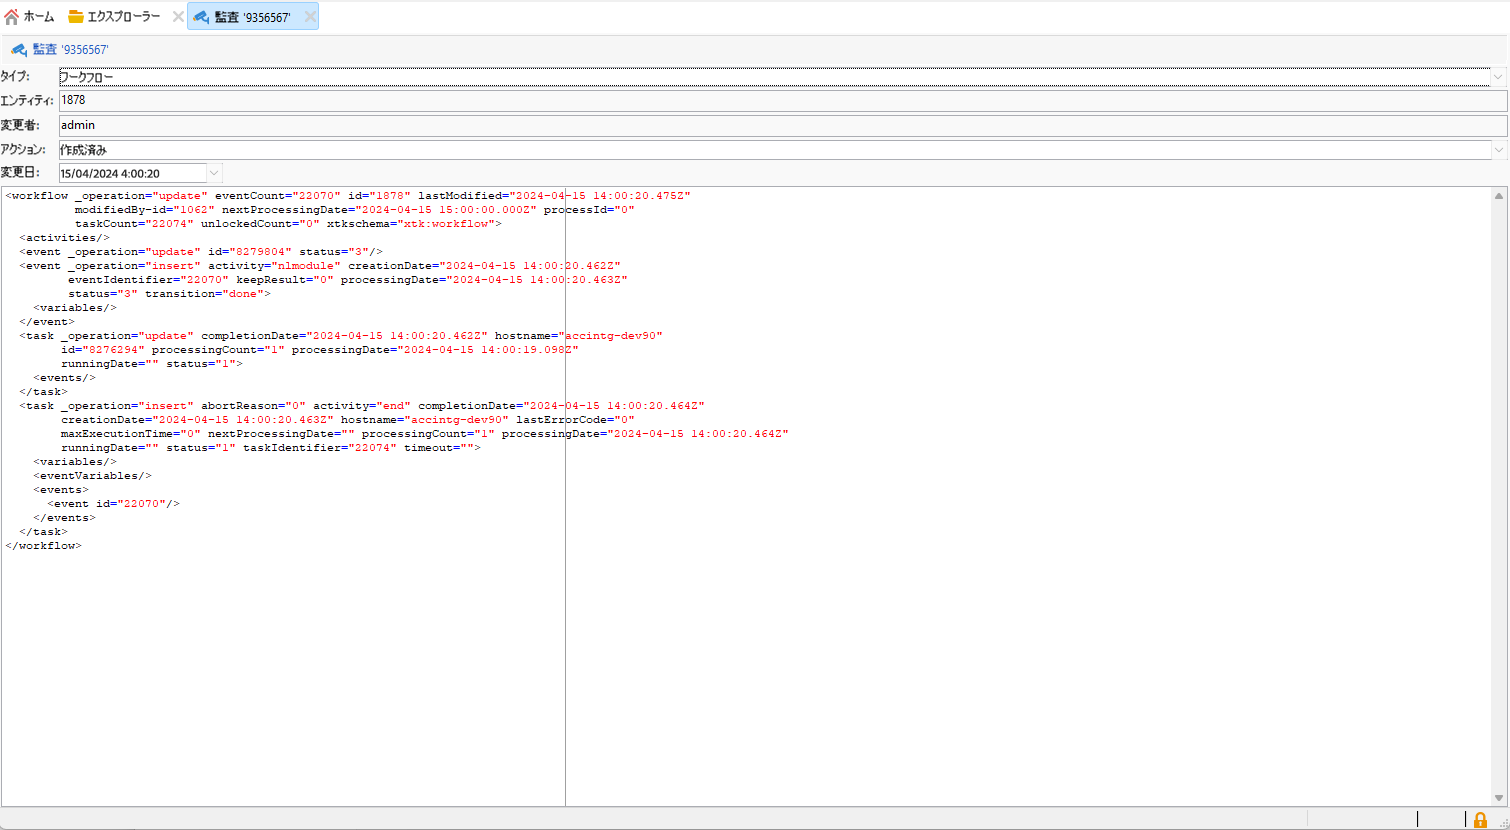 ホーム エクスプローラー 監査 '9356567'
監査 '9356567'
タイプ: ワークフロー
エンティティ: 1878
変更者: admin
アクション: 作成済み
変更日: 15/04/2024 4:00:20
<workflow _operation="update" eventCount="22070" id="1878" lastModified="2024-04-15 14:00:20.475Z"
modifiedBy-id="1062" nextProcessingDate="2024-04-15 15:00:00.000Z" processId="0"
taskCount="22074" unlockedCount="0" xtkschema="xtk:workflow">
<activities/>
<event _operation="update" id="8279804" status="3"/>
<event _operation="insert" activity="nlmodule" creationDate="2024-04-15 14:00:20.462Z"
eventIdentifier="22070" keepResult="0" processingDate="2024-04-15 14:00:20.463Z"
status="3" transition="done">
<variables/>
</event>
<task _operation="update" completionDate="2024-04-15 14:00:20.462Z" hostname="accintg-dev90"
id="8276294" processingCount="1" processingDate="2024-04-15 14:00:19.098Z"
runningDate="" status="1">
<events/>
</task>
<task _operation="insert" abortReason="0" activity="end" completionDate="2024-04-15 14:00:20.464Z"
creationDate="2024-04-15 14:00:20.463Z" hostname="accintg-dev90" lastErrorCode="0"
maxExecutionTime="0" nextProcessingDate="" processingCount="1" processingDate="2024-04-15 14:00:20.464Z"
runningDate="" status="1" taskIdentifier="22074" timeout="">
<variables/>
<eventVariables/>
<events>
<event id="22070"/>
</events>
</task>
</workflow>